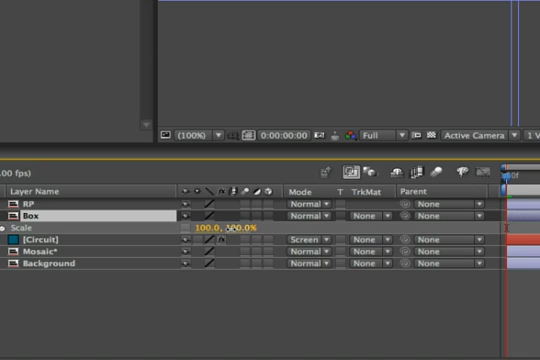 (100%) 0:00:00:00 Full Active Camera 1 V
.00 fps)
Layer Name Mode T TrkMat Parent
RP Normal None
Box Normal None None
Scale 100.0, 0.0%
[Circuit] Screen None None
Mosaic* Normal None None
Background Normal None None